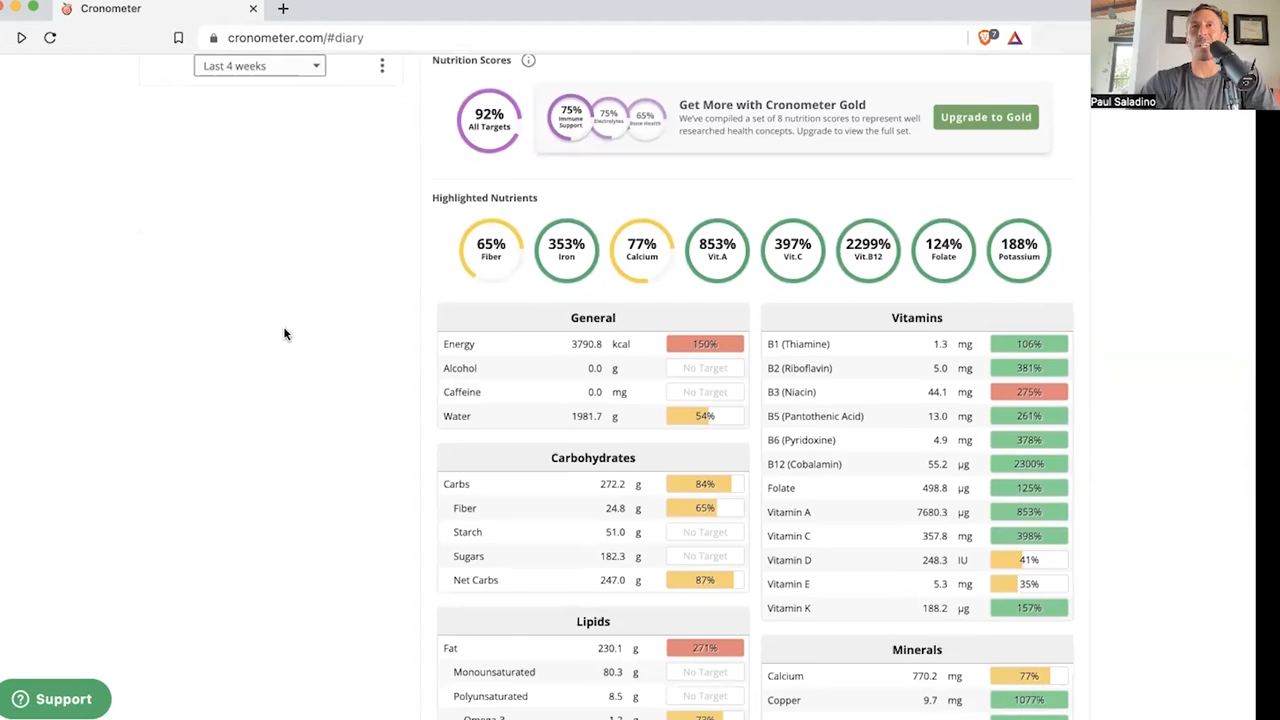 Cronometer
cronometer.com/#diary
7
Paul Saladino
Last 4 weeks
Nutrition Scores
92%
All Targets
75%
Immune
Support
75%
Electrolytes
65%
Bone Health
Get More with Cronometer Gold
We've compiled a set of 8 nutrition scores to represent well
researched health concepts. Upgrade to view the full set.
Upgrade to Gold
Highlighted Nutrients
65%
Fiber
353%
Iron
77%
Calcium
853%
Vit.A
397%
Vit.C
2299%
Vit.B12
124%
Folate
188%
Potassium
General
Energy 3790.8 kcal 150%
Alcohol 0.0 g No Target
Caffeine 0.0 mg No Target
Water 1981.7 g 54%
Carbohydrates
Carbs 272.2 g 84%
Fiber 24.8 g 65%
Starch 51.0 g No Target
Sugars 182.3 g No Target
Net Carbs 247.0 g 87%
Lipids
Fat 230.1 g 271%
Monounsaturated 80.3 g No Target
Polyunsaturated 8.5 g No Target
Omega-3 1.2 g 73%
Vitamins
B1 (Thiamine) 1.3 mg 106%
B2 (Riboflavin) 5.0 mg 381%
B3 (Niacin) 44.1 mg 275%
B5 (Pantothenic Acid) 13.0 mg 261%
B6 (Pyridoxine) 4.9 mg 378%
B12 (Cobalamin) 55.2 µg 2300%
Folate 498.8 µg 125%
Vitamin A 7680.3 µg 853%
Vitamin C 357.8 mg 398%
Vitamin D 248.3 IU 41%
Vitamin E 5.3 mg 35%
Vitamin K 188.2 µg 157%
Minerals
Calcium 770.2 mg 77%
Copper 9.7 mg 1077%
Support